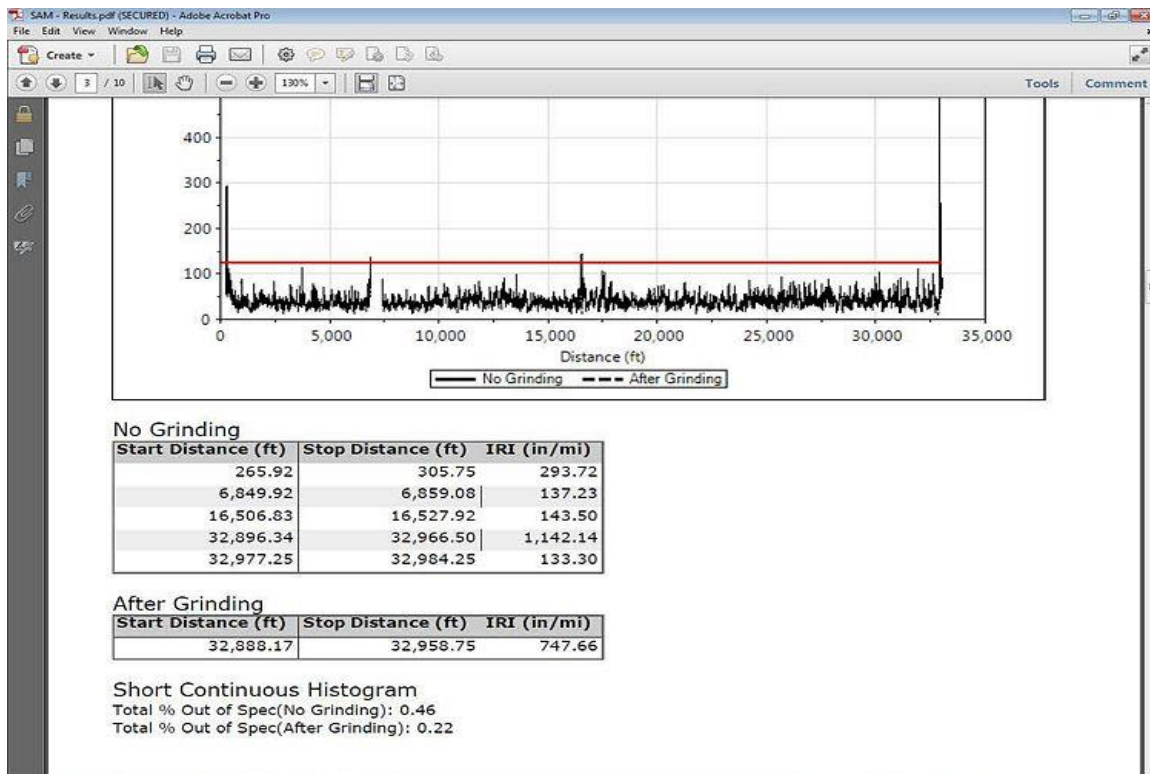 SAM - Results.pdf (SECURED) - Adobe Acrobat Pro
File Edit View Window Help
Create
3 / 10 130% Tools Comment
400
300
200
100
0
0 5,000 10,000 15,000 20,000 25,000 30,000 35,000
Distance (ft)
No Grinding After Grinding
No Grinding
Start Distance (ft) Stop Distance (ft) IRI (in/mi)
265.92 305.75 293.72
6,849.92 6,859.08 137.23
16,506.83 16,527.92 143.50
32,896.34 32,966.50 1,142.14
32,977.25 32,984.25 133.30
After Grinding
Start Distance (ft) Stop Distance (ft) IRI (in/mi)
32,888.17 32,958.75 747.66
Short Continuous Histogram
Total % Out of Spec(No Grinding): 0.46
Total % Out of Spec(After Grinding): 0.22